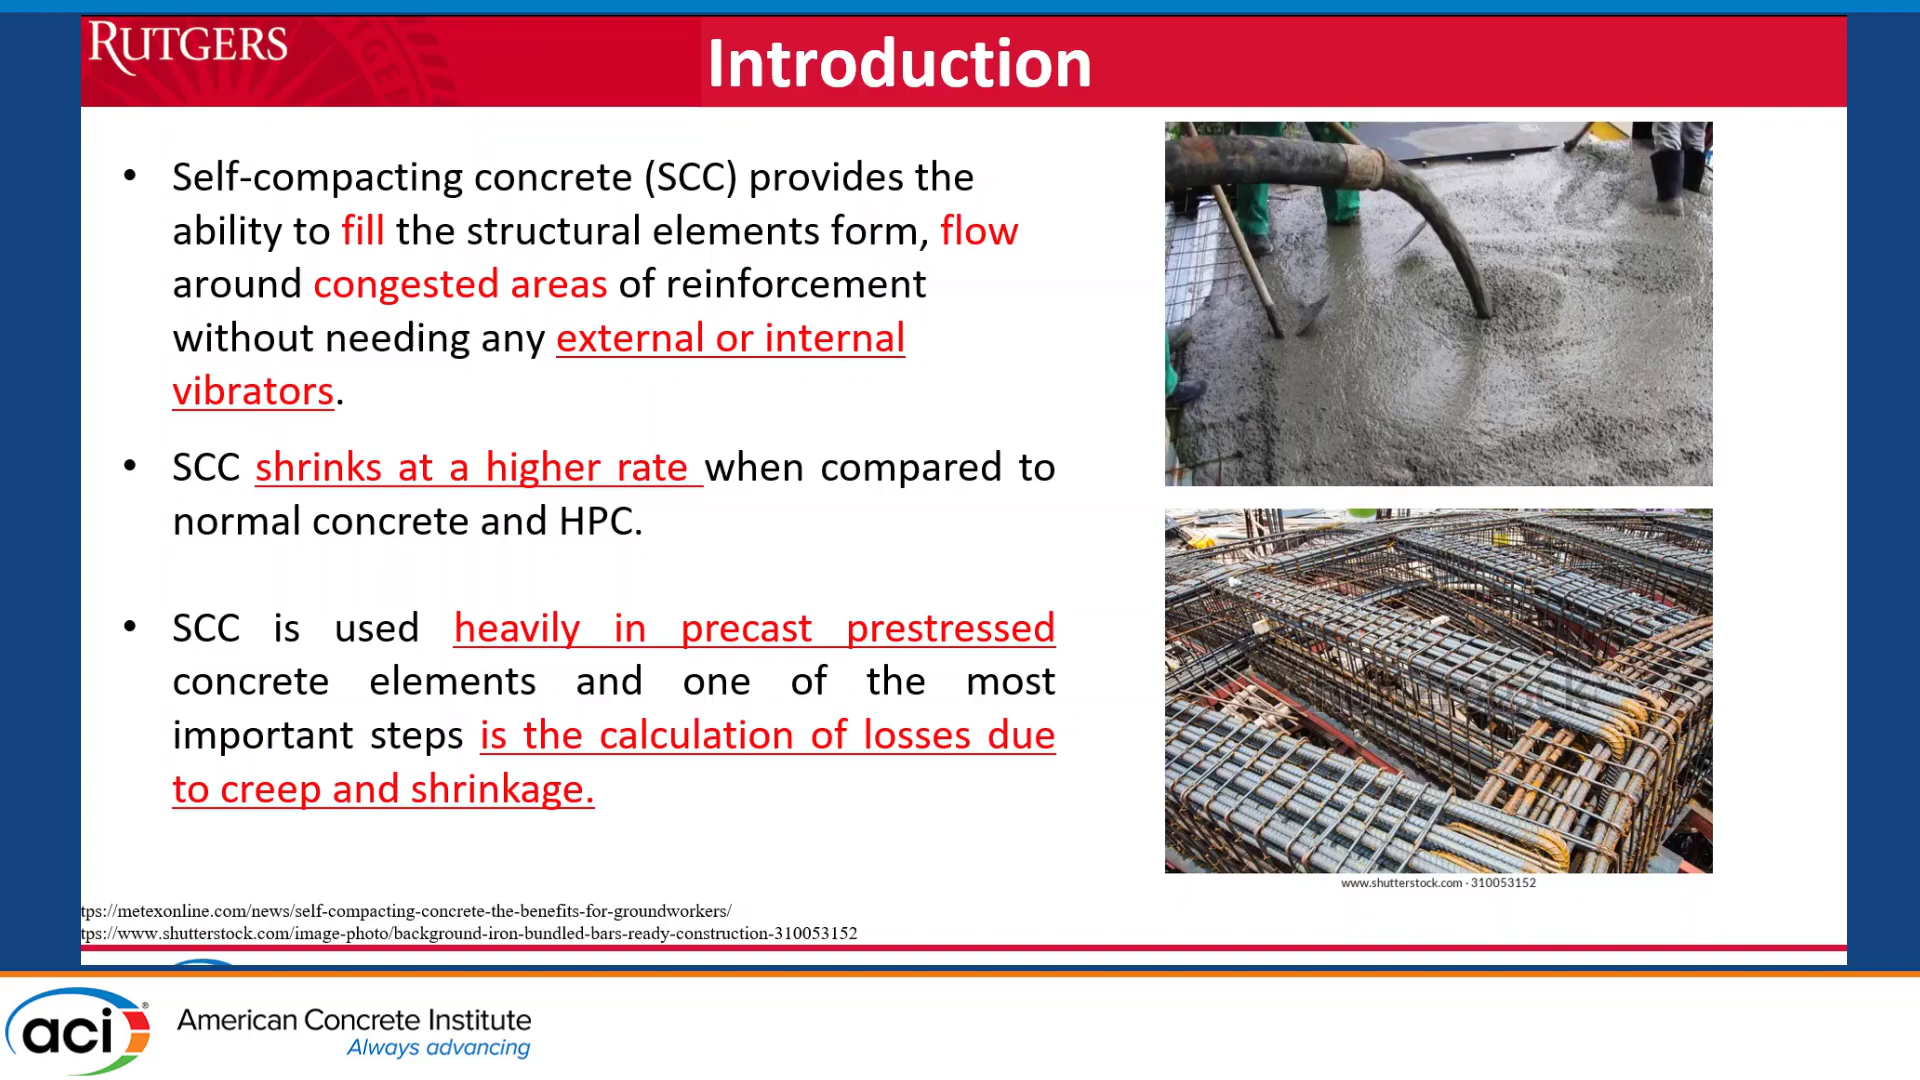 RUTGERS
Introduction
• Self-compacting concrete (SCC) provides the
ability to fill the structural elements form, flow
around congested areas of reinforcement
without needing any external or internal
vibrators.
• SCC shrinks at a higher rate when compared to
normal concrete and HPC.
• SCC is used heavily in precast prestressed
concrete elements and one of the most
important steps is the calculation of losses due
to creep and shrinkage.
shutterstock
www.shutterstock.com · 310053152
tps://metexonline.com/news/self-compacting-concrete-the-benefits-for-groundworkers/
tps://www.shutterstock.com/image-photo/background-iron-bundled-bars-ready-construction-310053152
aci®
American Concrete Institute
Always advancing